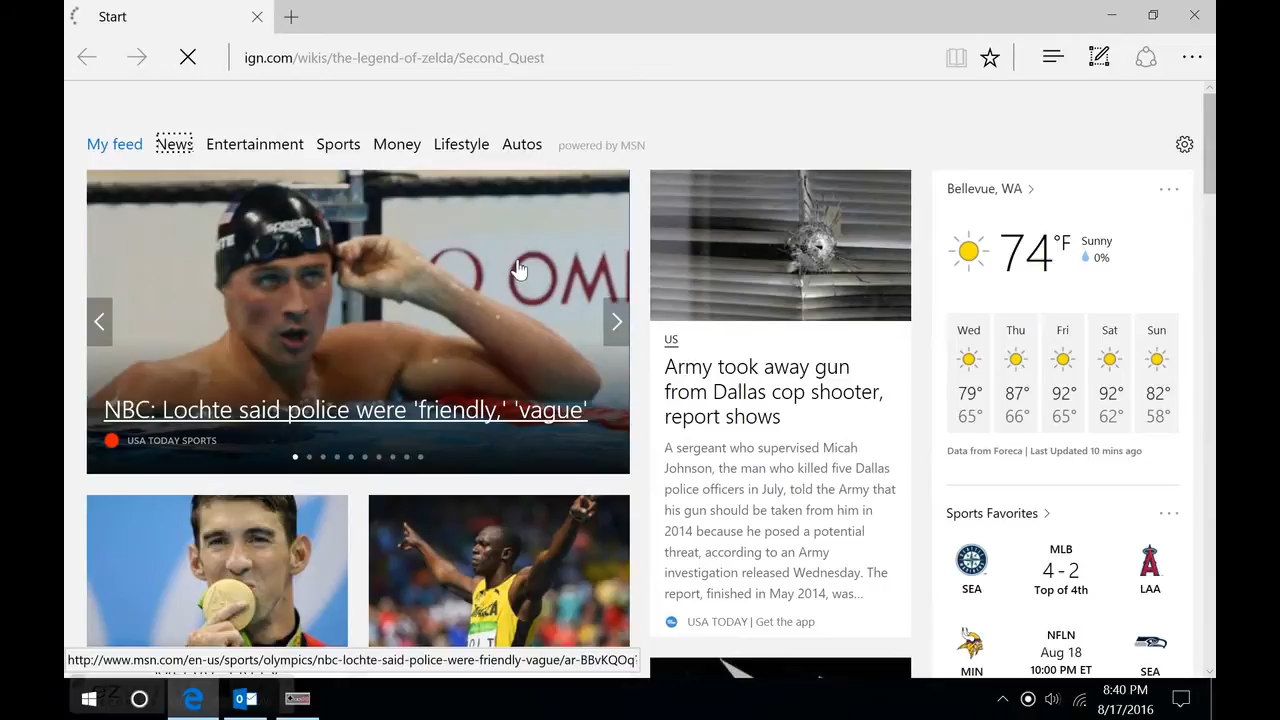 Start
ign.com/wikis/the-legend-of-zelda/Second_Quest
My feed News Entertainment Sports Money Lifestyle Autos powered by MSN
speedo
OM
NBC: Lochte said police were 'friendly,' 'vague'
USA TODAY SPORTS
US
Army took away gun
from Dallas cop shooter,
report shows
A sergeant who supervised Micah
Johnson, the man who killed five Dallas
police officers in July, told the Army that
his gun should be taken from him in
2014 because he posed a potential
threat, according to an Army
investigation released Wednesday. The
report, finished in May 2014, was...
USA TODAY | Get the app
Bellevue, WA
74°F
Sunny
0%
Wed Thu Fri Sat Sun
79° 87° 92° 92° 82°
65° 66° 65° 62° 58°
Data from Foreca | Last Updated 10 mins ago
Sports Favorites
MLB
4 - 2
SEA Top of 4th LAA
NFLN
Aug 18
MIN 10:00 PM ET SEA
http://www.msn.com/en-us/sports/olympics/nbc-lochte-said-police-were-friendly-vague/ar-BBvKQOq
8:40 PM
8/17/2016